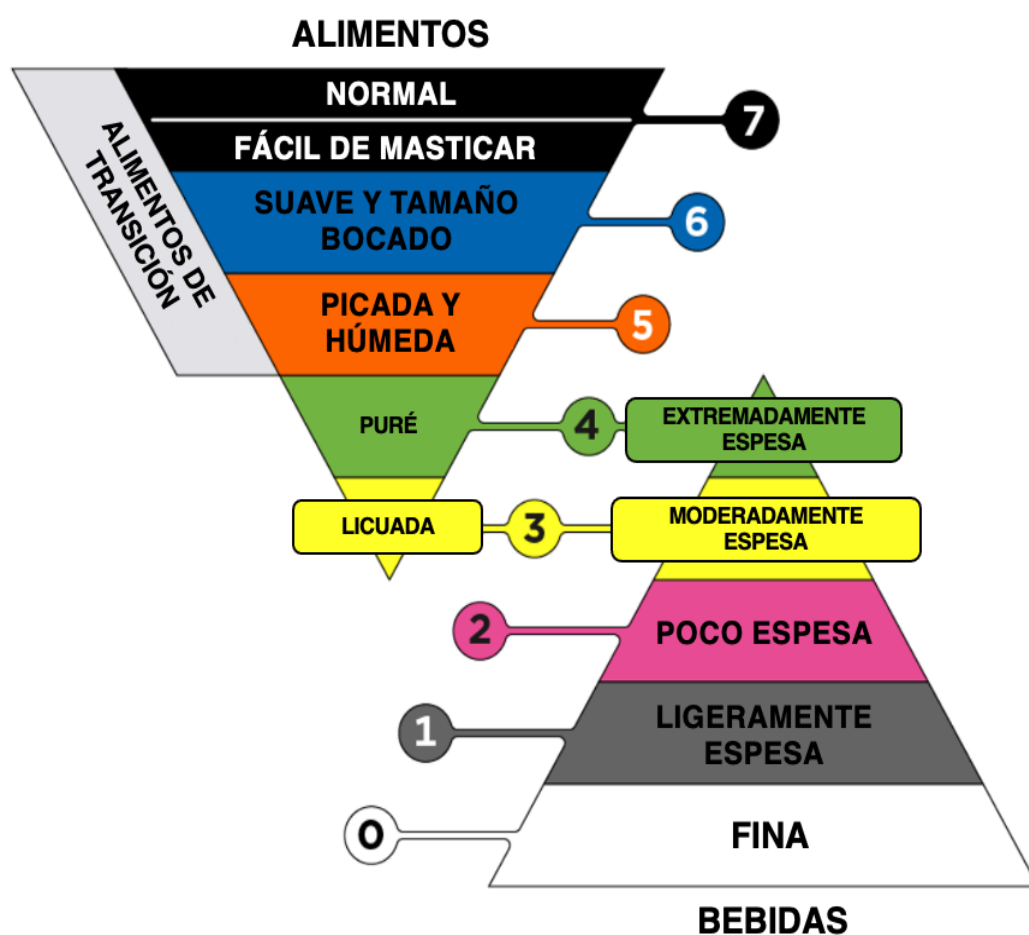 ALIMENTOS
ALIMENTOS DE
TRANSICIÓN
NORMAL
7
FÁCIL DE MASTICAR
SUAVE Y TAMAÑO
BOCADO
6
PICADA Y
HÚMEDA
5
PURÉ
4
EXTREMADAMENTE
ESPESA
LICUADA
3
MODERADAMENTE
ESPESA
2
POCO ESPESA
1
LIGERAMENTE
ESPESA
0
FINA
BEBIDAS